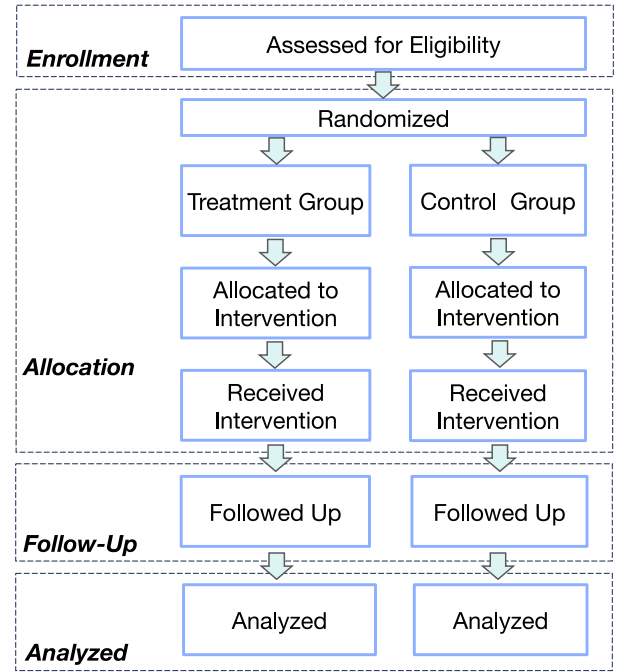 Assessed for Eligibility
Enrollment
Randomized
Treatment Group
Control Group
Allocated to
Intervention
Allocated to
Intervention
Allocation
Received
Intervention
Received
Intervention
Followed Up
Followed Up
Follow-Up
Analyzed
Analyzed
Analyzed